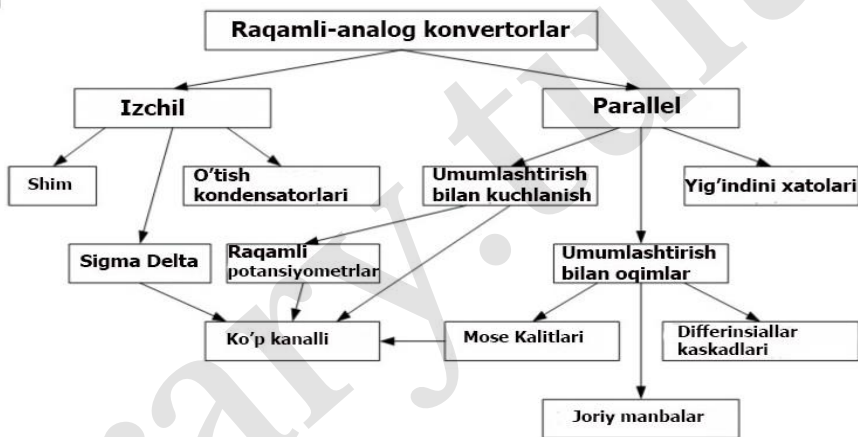 Raqamli-analog konvertorlar
Izchil
Parallel
Shim
O’tish
kondensatorlari
Umumlashtirish
bilan kuchlanish
Yig’indini xatolari
Sigma Delta
Raqamli
potansiyometrlar
Umumlashtirish
bilan oqimlar
Ko’p kanalli
Mose Kalitlari
Differinsiallar
kaskadlari
Joriy manbalar